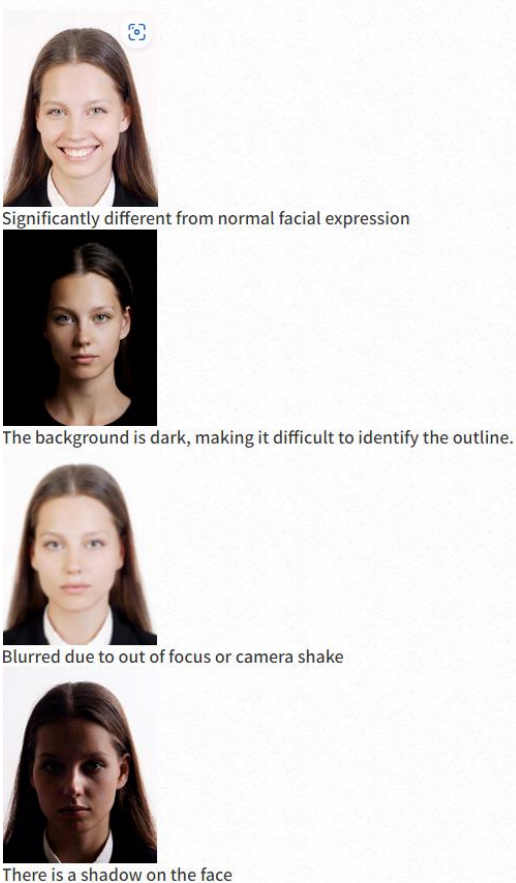 Significantly different from normal facial expression
The background is dark, making it difficult to identify the outline.
Blurred due to out of focus or camera shake
There is a shadow on the face